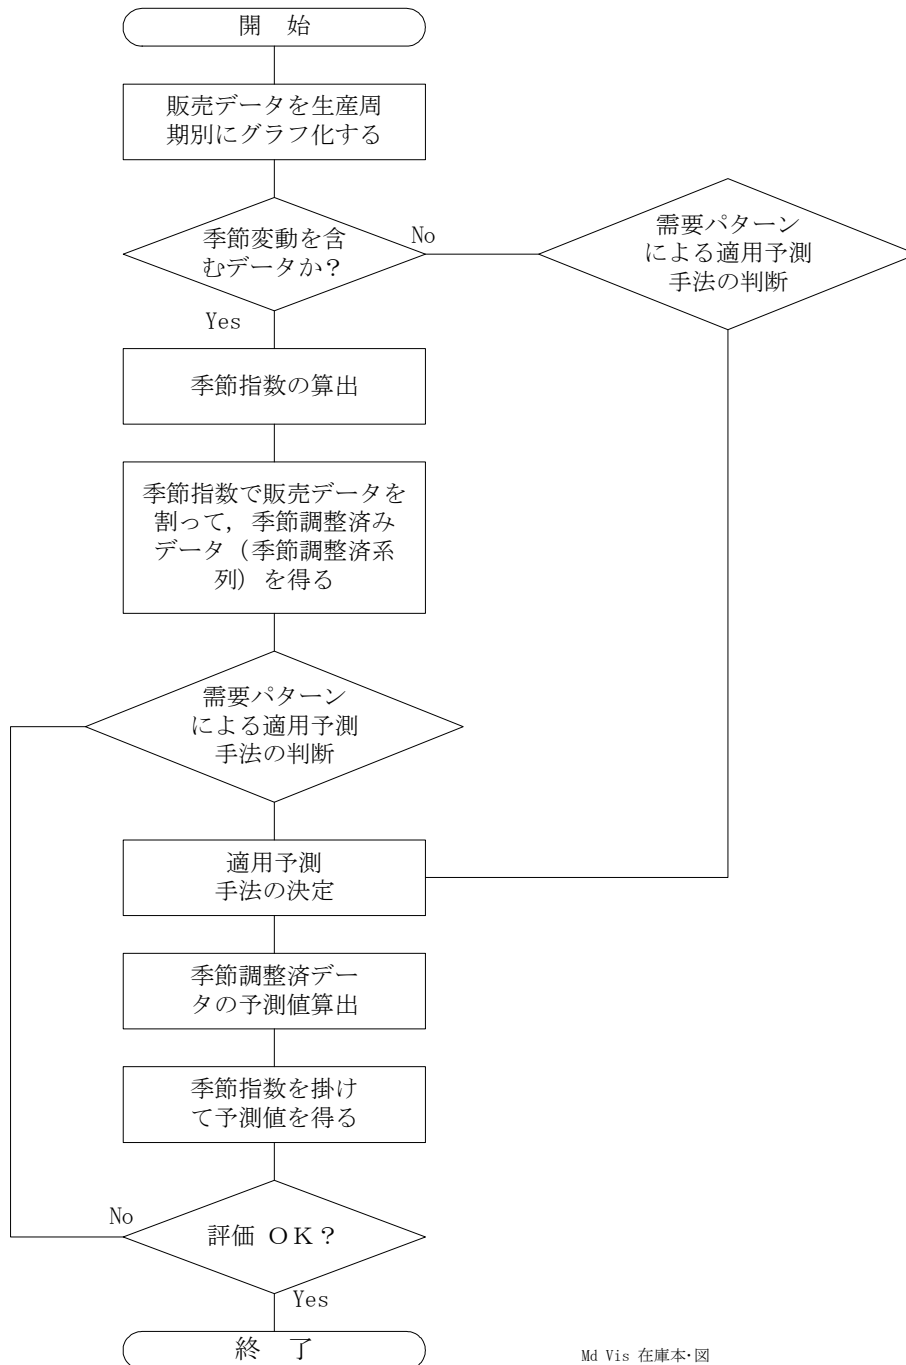 開　始
販売データを生産周
期別にグラフ化する
季節変動を含
むデータか？
No
需要パターン
による適用予測
手法の判断
Yes
季節指数の算出
季節指数で販売データを
割って，季節調整済み
データ（季節調整済系
列）を得る
需要パターン
による適用予測
手法の判断
適用予測
手法の決定
季節調整済デー
タの予測値算出
季節指数を掛け
て予測値を得る
No
評価 ＯＫ？
Yes
終　了
Md Vis 在庫本・図